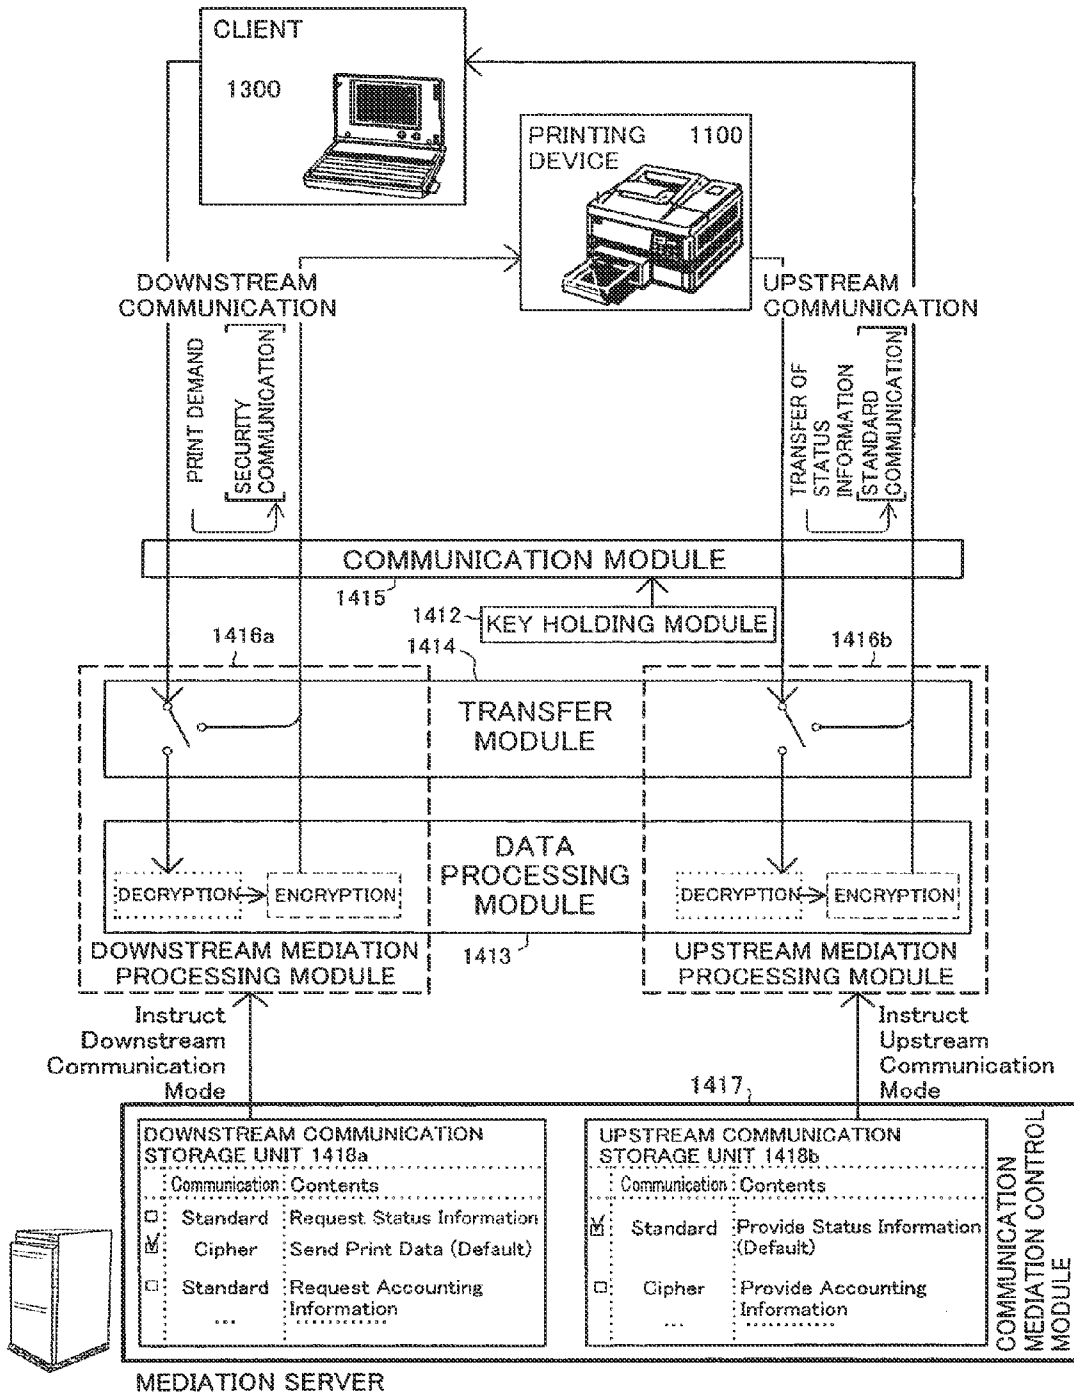 CLIENT
1300
PRINTING
DEVICE
1100
DOWNSTREAM
COMMUNICATION
UPSTREAM
COMMUNICATION
PRINT DEMAND
SECURITY
COMMUNICATION
TRANSFER OF
STATUS
INFORMATION
STANDARD
COMMUNICATION
COMMUNICATION MODULE
1415
1412
KEY HOLDING MODULE
1416a
1414
1416b
TRANSFER
MODULE
DATA
PROCESSING
MODULE
DECRYPTION
ENCRYPTION
DECRYPTION
ENCRYPTION
1413
DOWNSTREAM MEDIATION
PROCESSING MODULE
UPSTREAM MEDIATION
PROCESSING MODULE
Instruct
Downstream
Communication
Mode
Instruct
Upstream
Communication
Mode
1417
DOWNSTREAM COMMUNICATION
STORAGE UNIT 1418a
Communication Contents
Standard Request Status Information
Cipher Send Print Data (Default)
Standard Request Accounting
Information
...
UPSTREAM COMMUNICATION
STORAGE UNIT 1418b
Communication Contents
Standard Provide Status Information
(Default)
Cipher Provide Accounting
Information
...
COMMUNICATION
MEDIATION CONTROL
MODULE
MEDIATION SERVER